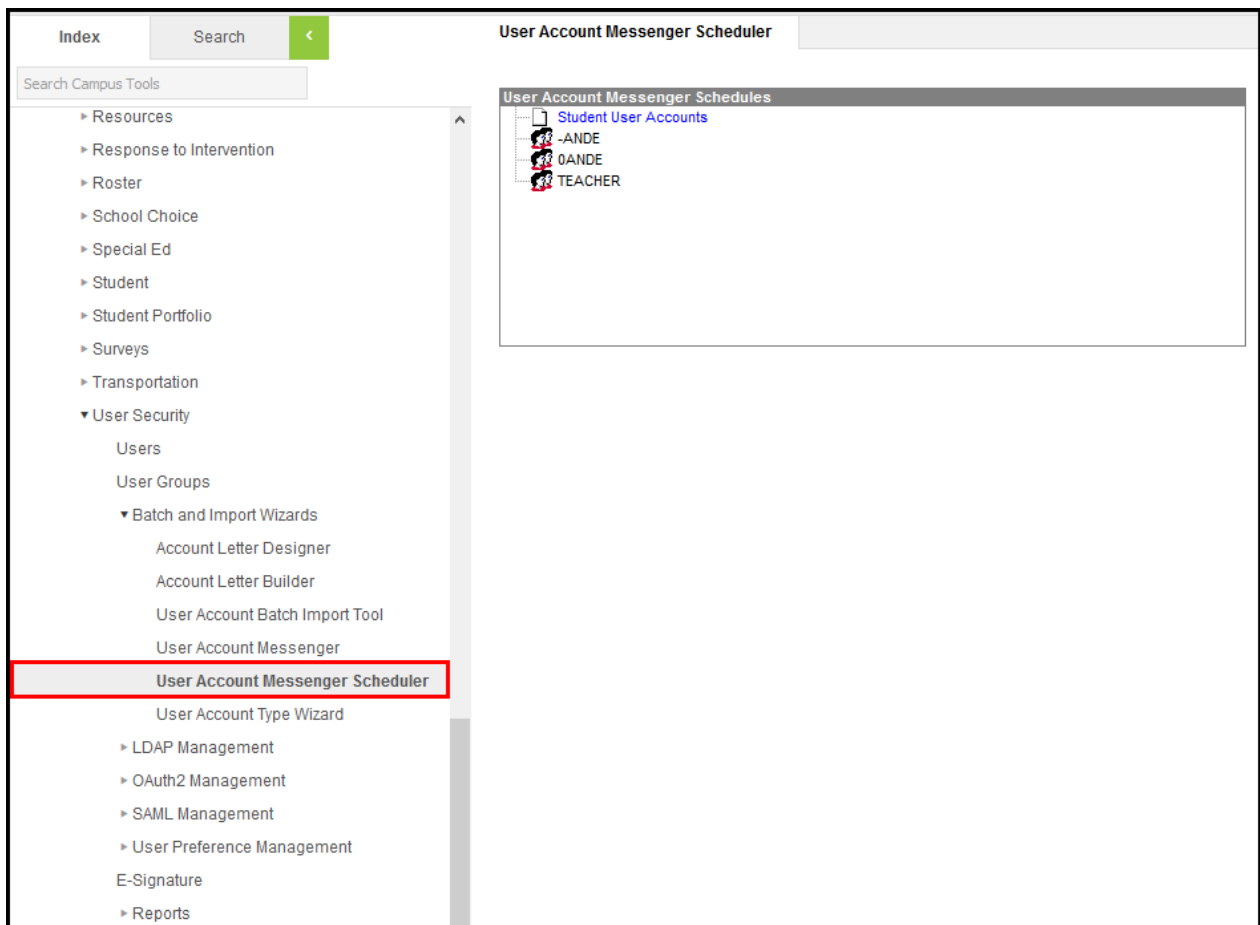 Index
Search
User Account Messenger Scheduler
Search Campus Tools
Resources
Response to Intervention
Roster
School Choice
Special Ed
Student
Student Portfolio
Surveys
Transportation
User Security
Users
User Groups
Batch and Import Wizards
Account Letter Designer
Account Letter Builder
User Account Batch Import Tool
User Account Messenger
User Account Messenger Scheduler
User Account Type Wizard
LDAP Management
OAuth2 Management
SAML Management
User Preference Management
E-Signature
Reports
User Account Messenger Schedules
Student User Accounts
-ANDE
0ANDE
TEACHER